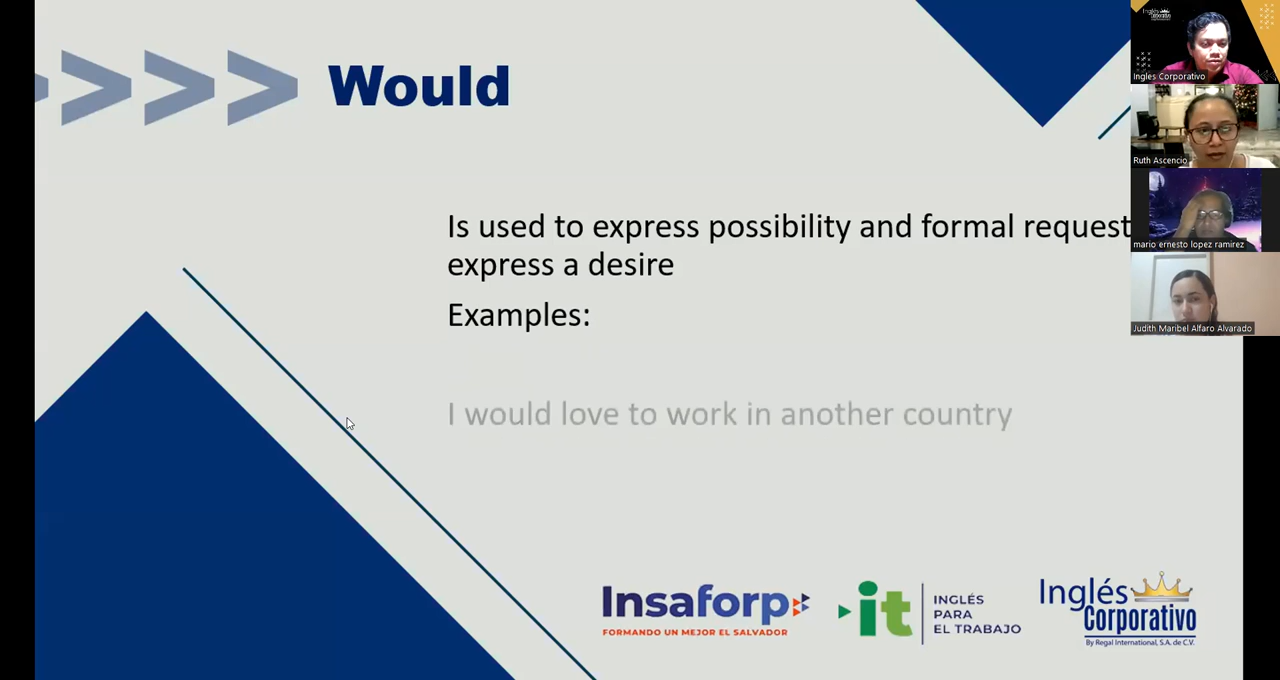 Would
Is used to express possibility and formal request
express a desire
Examples:
I would love to work in another country
Insaforp
FORMANDO UN MEJOR EL SALVADOR
it
INGLÉS
PARA
EL TRABAJO
Inglés
Corporativo
By Regal International, S.A. de C.V.
Ingles Corporativo
Ruth Ascencio
mario ernesto lopez ramirez
Judith Maribel Alfaro Alvarado